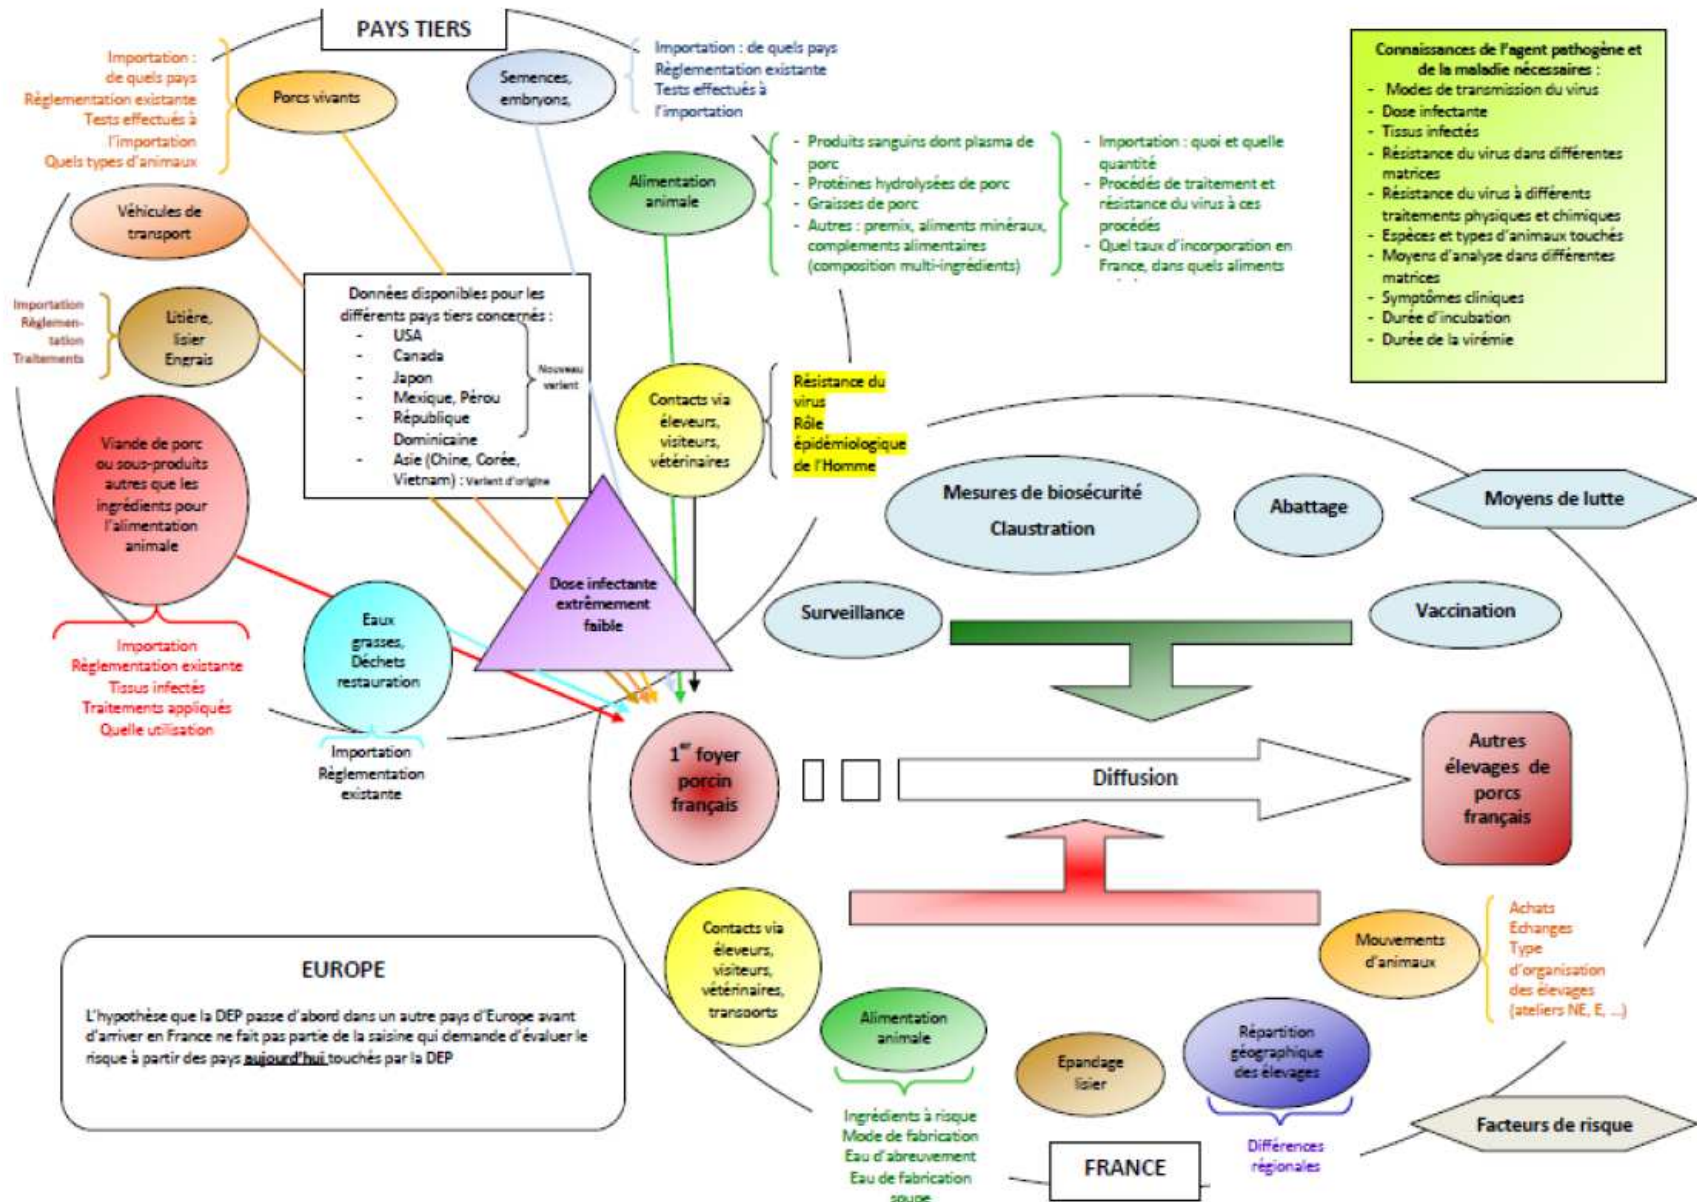 PAYS TIERS
Importation :
de quels pays
Règlementation existante
Tests effectués à
l'importation
Quels types d'animaux
Porcs vivants
Semences,
embryons,
Importation : de quels pays
Règlementation existante
Tests effectués à
l'importation
Connaissances de l'agent pathogène et
de la maladie nécessaires :
- Modes de transmission du virus
- Dose infectante
- Tissus infectés
- Résistance du virus dans différentes
matrices
- Résistance du virus à différents
traitements physiques et chimiques
- Espèces et types d'animaux touchés
- Moyens d'analyse dans différentes
matrices
- Symptômes cliniques
- Durée d'incubation
- Durée de la virémie
Alimentation
animale
- Produits sanguins dont plasma de
porc
- Protéines hydrolysées de porc
- Graisses de porc
- Autres : premix, aliments minéraux,
complements alimentaires
(composition multi-ingrédients)
- Importation : quoi et quelle
quantité
- Procédés de traitement et
résistance du virus à ces
procédés
- Quel taux d'incorporation en
France, dans quels aliments
Véhicules de
transport
Importation
Règlemen-
tation
Traitements
Litière,
lisier
Engrais
Données disponibles pour les
différents pays tiers concernés :
- USA
- Canada
- Japon
- Mexique, Pérou
- République
Dominicaine
- Asie (Chine, Corée,
Vietnam) : Variant d'origine
Nouveau
variant
Contacts via
éleveurs,
visiteurs,
vétérinaires
Résistance du
virus
Rôle
épidémiologique
de l'Homme
Viande de porc
ou sous-produits
autres que les
ingrédients pour
l'alimentation
animale
Importation
Règlementation existante
Tissus infectés
Traitements appliqués
Quelle utilisation
Eaux
grasses,
Déchets
restauration
Importation
Règlementation
existante
Dose infectante
extrêmement
faible
Mesures de biosécurité
Claustration
Abattage
Moyens de lutte
Surveillance
Vaccination
1er foyer
porcin
français
Diffusion
Autres
élevages de
porcs
français
EUROPE
L'hypothèse que la DEP passe d'abord dans un autre pays d'Europe avant
d'arriver en France ne fait pas partie de la saisine qui demande d'évaluer le
risque à partir des pays aujourd'hui touchés par la DEP
Contacts via
éleveurs,
visiteurs,
vétérinaires,
transports
Alimentation
animale
Ingrédients à risque
Mode de fabrication
Eau d'abreuvement
Eau de fabrication
soupe
Epandage
lisier
Répartition
géographique
des élevages
Différences
régionales
Mouvements
d'animaux
Achats
Echanges
Type
d'organisation
des élevages
(ateliers NE, E, ...)
Facteurs de risque
FRANCE